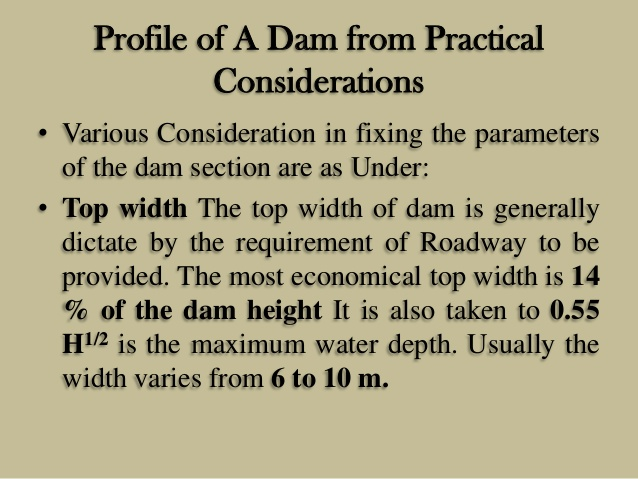 Profile of A Dam from Practical
Considerations
• Various Consideration in fixing the parameters
of the dam section are as Under:
• Top width The top width of dam is generally
dictate by the requirement of Roadway to be
provided. The most economical top width is 14
% of the dam height It is also taken to 0.55
H1/2 is the maximum water depth. Usually the
width varies from 6 to 10 m.